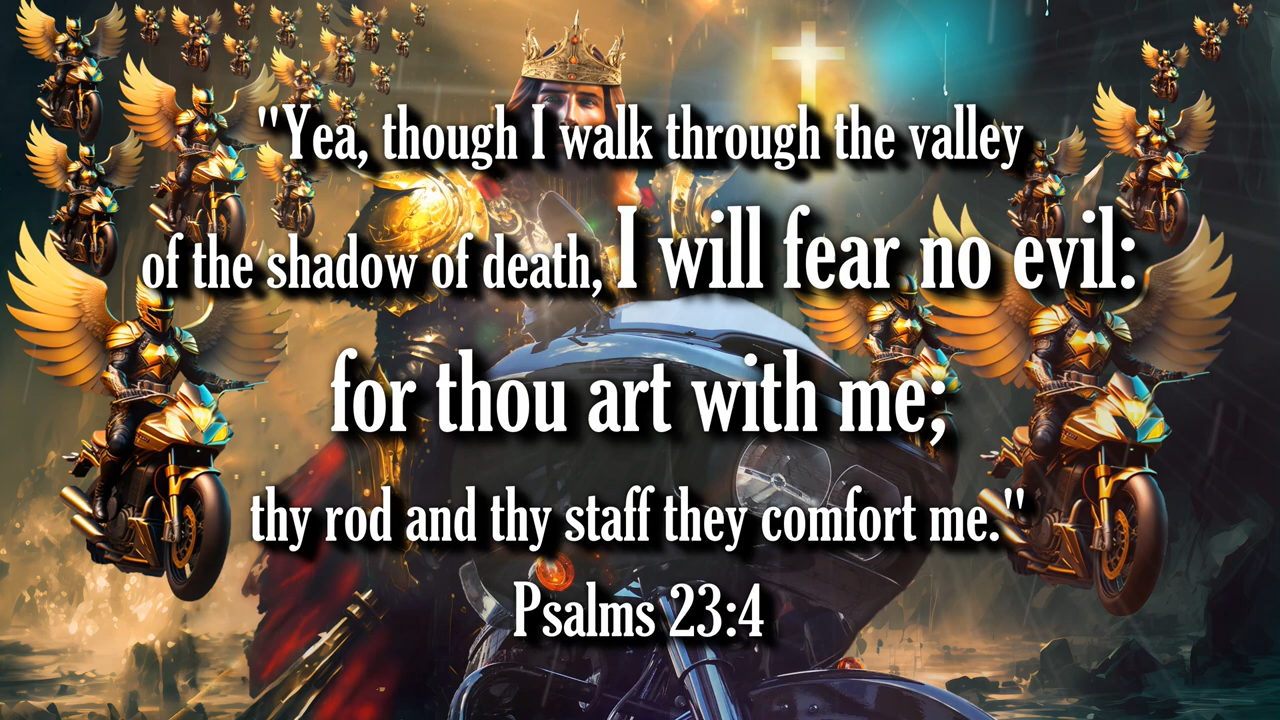 "Yea, though I walk through the valley
of the shadow of death, I will fear no evil:
for thou art with me;
thy rod and thy staff they comfort me."
Psalms 23:4